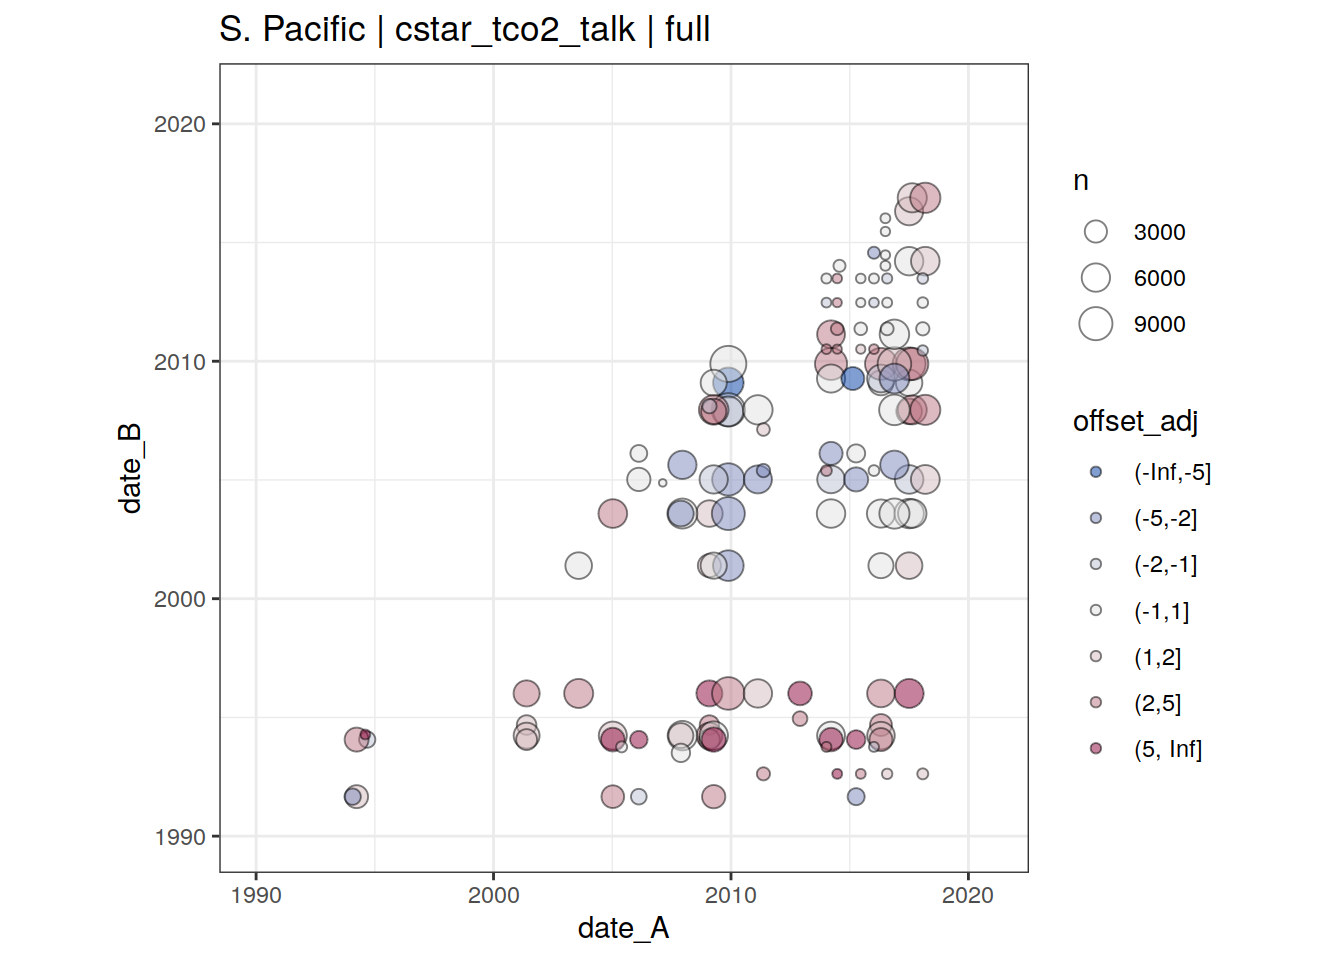 S. Pacific | cstar_tco2_talk | full
2020
2010
2000
1990
date_B
1990
2000
2010
2020
date_A
n
3000
6000
9000
offset_adj
(-Inf,-5]
(-5,-2]
(-2,-1]
(-1,1]
(1,2]
(2,5]
(5, Inf]